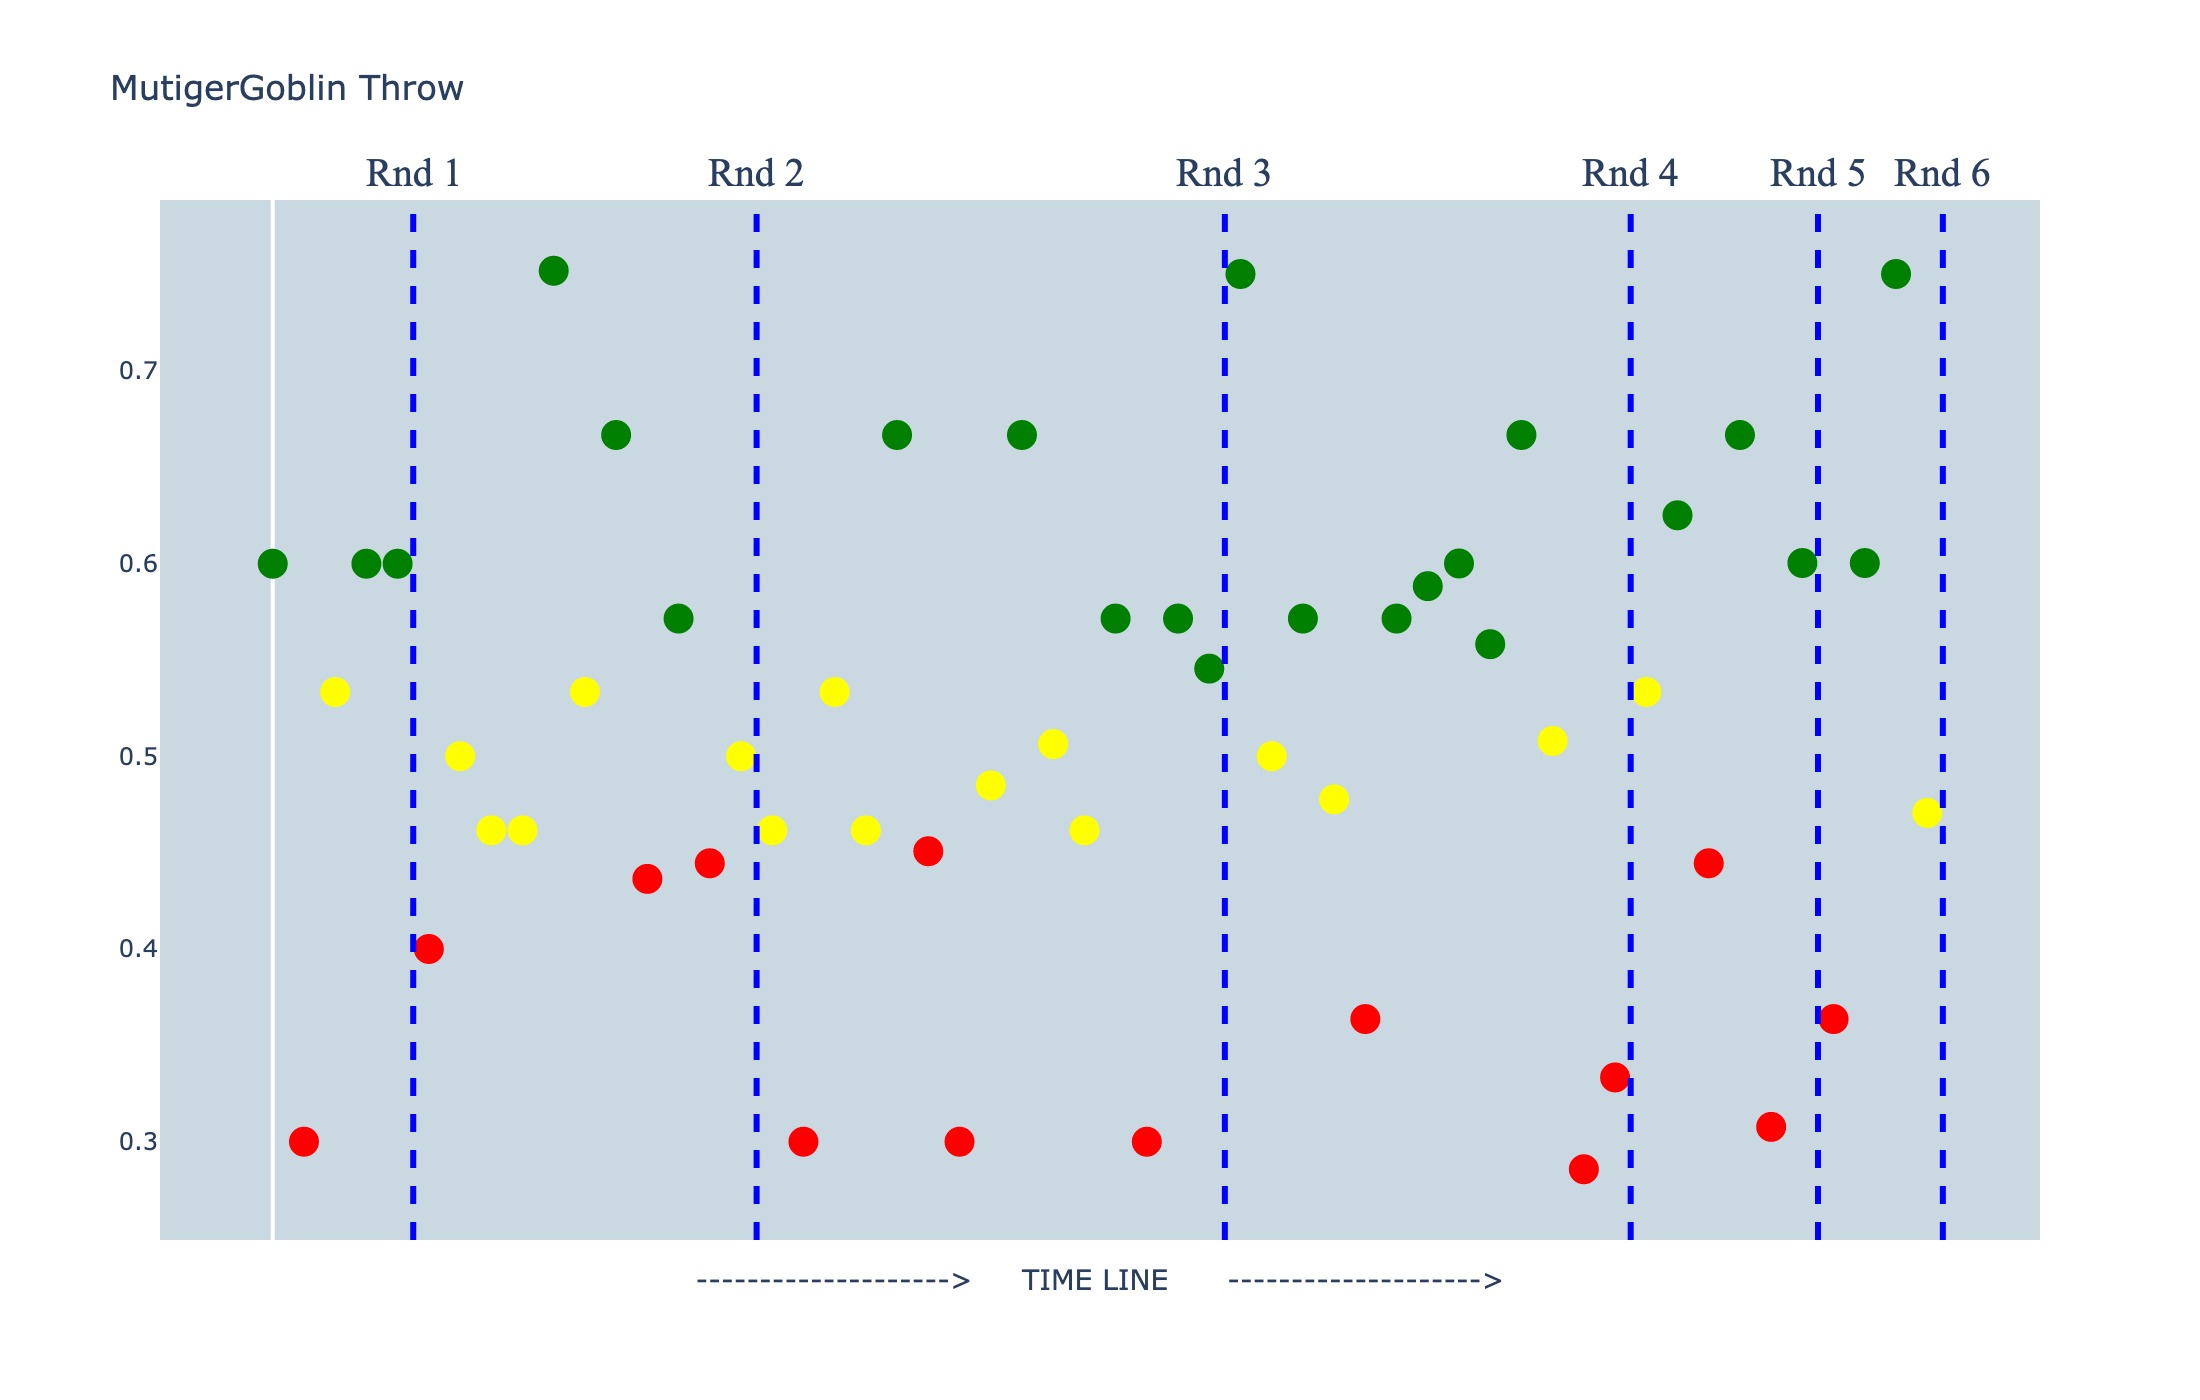 MutigerGoblin Throw
Rnd 1 Rnd 2 Rnd 3 Rnd 4 Rnd 5 Rnd 6
0.7
0.6
0.5
0.4
0.3
--------------------> TIME LINE -------------------->